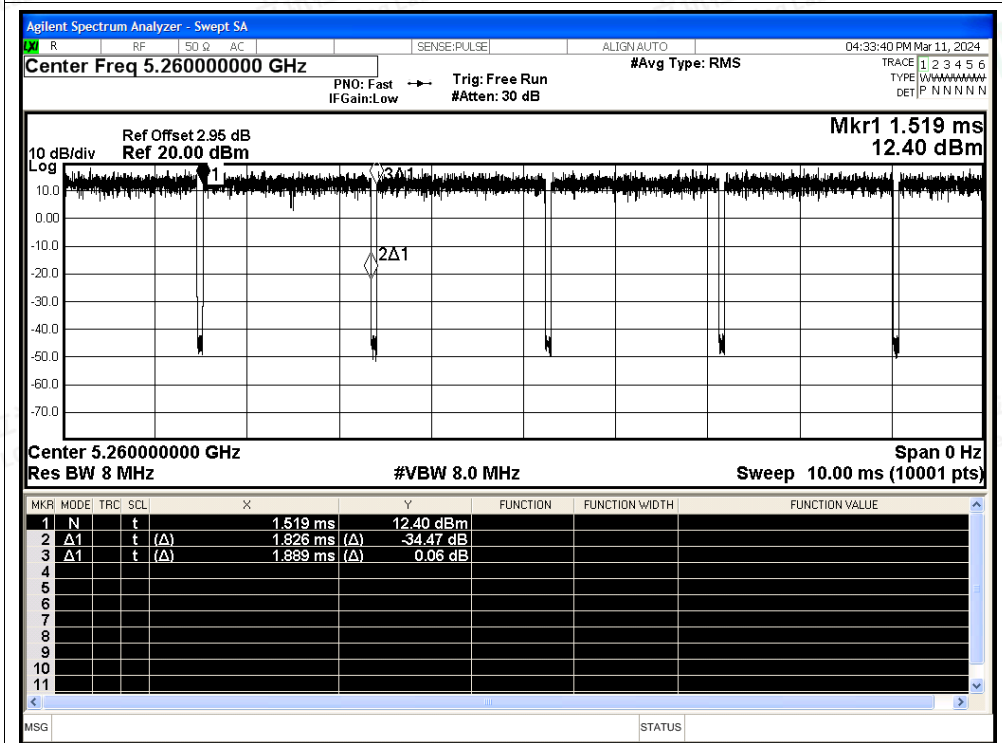 Agilent Spectrum Analyzer - Swept SA
LXI R RF 50 Ω AC SENSE:PULSE ALIGN AUTO 04:33:40 PM Mar 11, 2024
Center Freq 5.260000000 GHz #Avg Type: RMS TRACE 1 2 3 4 5 6
PNO: Fast Trig: Free Run TYPE WWWWWW
IFGain:Low #Atten: 30 dB DET P N N N N N
Ref Offset 2.95 dB Mkr1 1.519 ms
10 dB/div Ref 20.00 dBm 12.40 dBm
Log
1 3Δ1
10.0
0.00
-10.0
2Δ1
-20.0
-30.0
-40.0
-50.0
-60.0
-70.0
Center 5.260000000 GHz Span 0 Hz
Res BW 8 MHz #VBW 8.0 MHz Sweep 10.00 ms (10001 pts)
MKR MODE TRC SCL X Y FUNCTION FUNCTION WIDTH FUNCTION VALUE
1 N t 1.519 ms 12.40 dBm
2 Δ1 t (Δ) 1.826 ms (Δ) -34.47 dB
3 Δ1 t (Δ) 1.889 ms (Δ) 0.06 dB
4
5
6
7
8
9
10
11
MSG STATUS